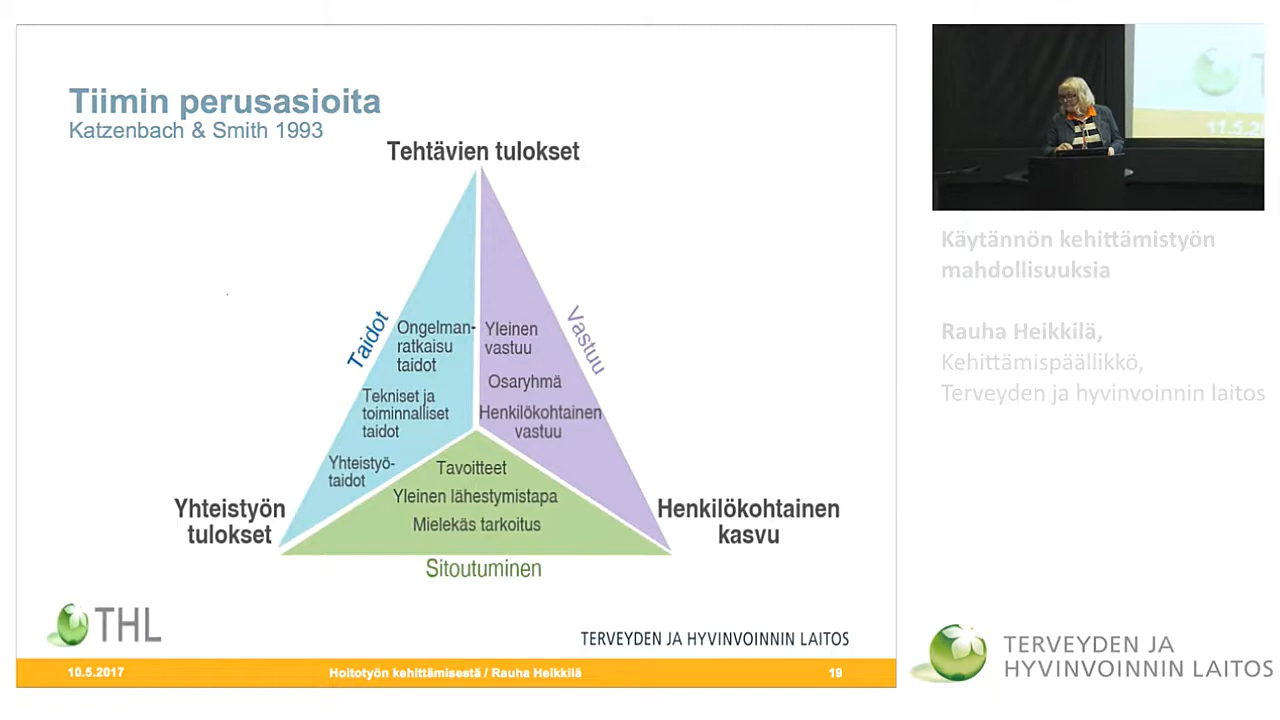 Tiimin perusasioita
Katzenbach & Smith 1993
Tehtävien tulokset
Taidot
Ongelman-
ratkaisu
taidot
Tekniset ja
toiminnalliset
taidot
Yhteistyö-
taidot
Yleinen
vastuu
Osaryhmä
Henkilökohtainen
vastuu
Vastuu
Tavoitteet
Yleinen lähestymistapa
Mielekäs tarkoitus
Yhteistyön
tulokset
Henkilökohtainen
kasvu
Sitoutuminen
THL
TERVEYDEN JA HYVINVOINNIN LAITOS
10.5.2017
Hoitotyön kehittämisestä / Rauha Heikkilä
19
Käytännön kehittämistyön
mahdollisuuksia
Rauha Heikkilä,
Kehittämispäällikkö,
Terveyden ja hyvinvoinnin laitos
TERVEYDEN JA
HYVINVOINNIN LAITOS